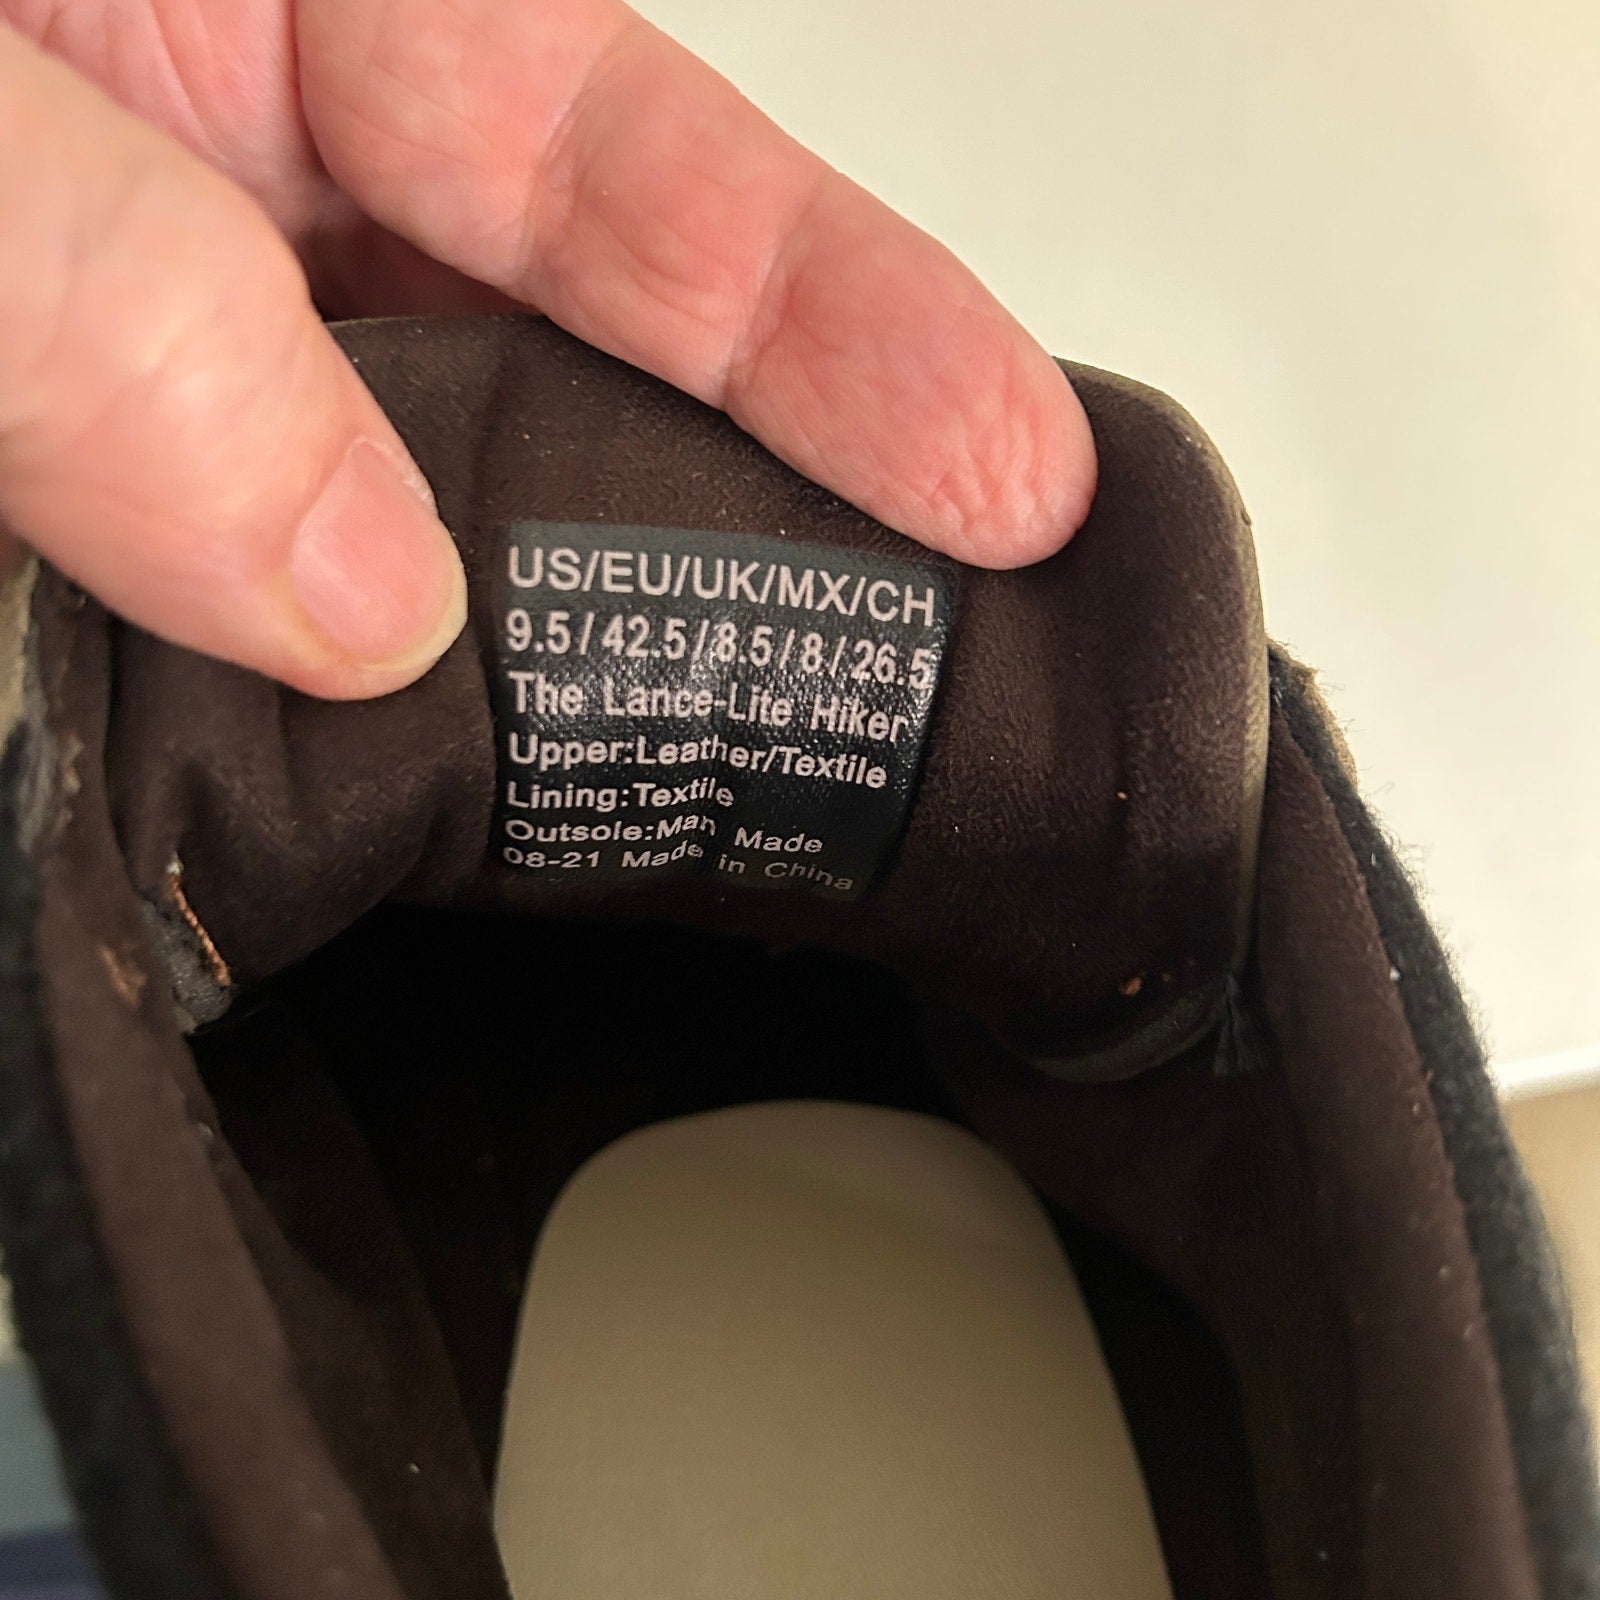 US/EU/UK/MX/CH
9.5/42.5/8.5/8/26.5
The Lance-Lite Hiker
Upper:Leather/Textile
Lining:Textile
Outsole:Man Made
08-21 Made in China